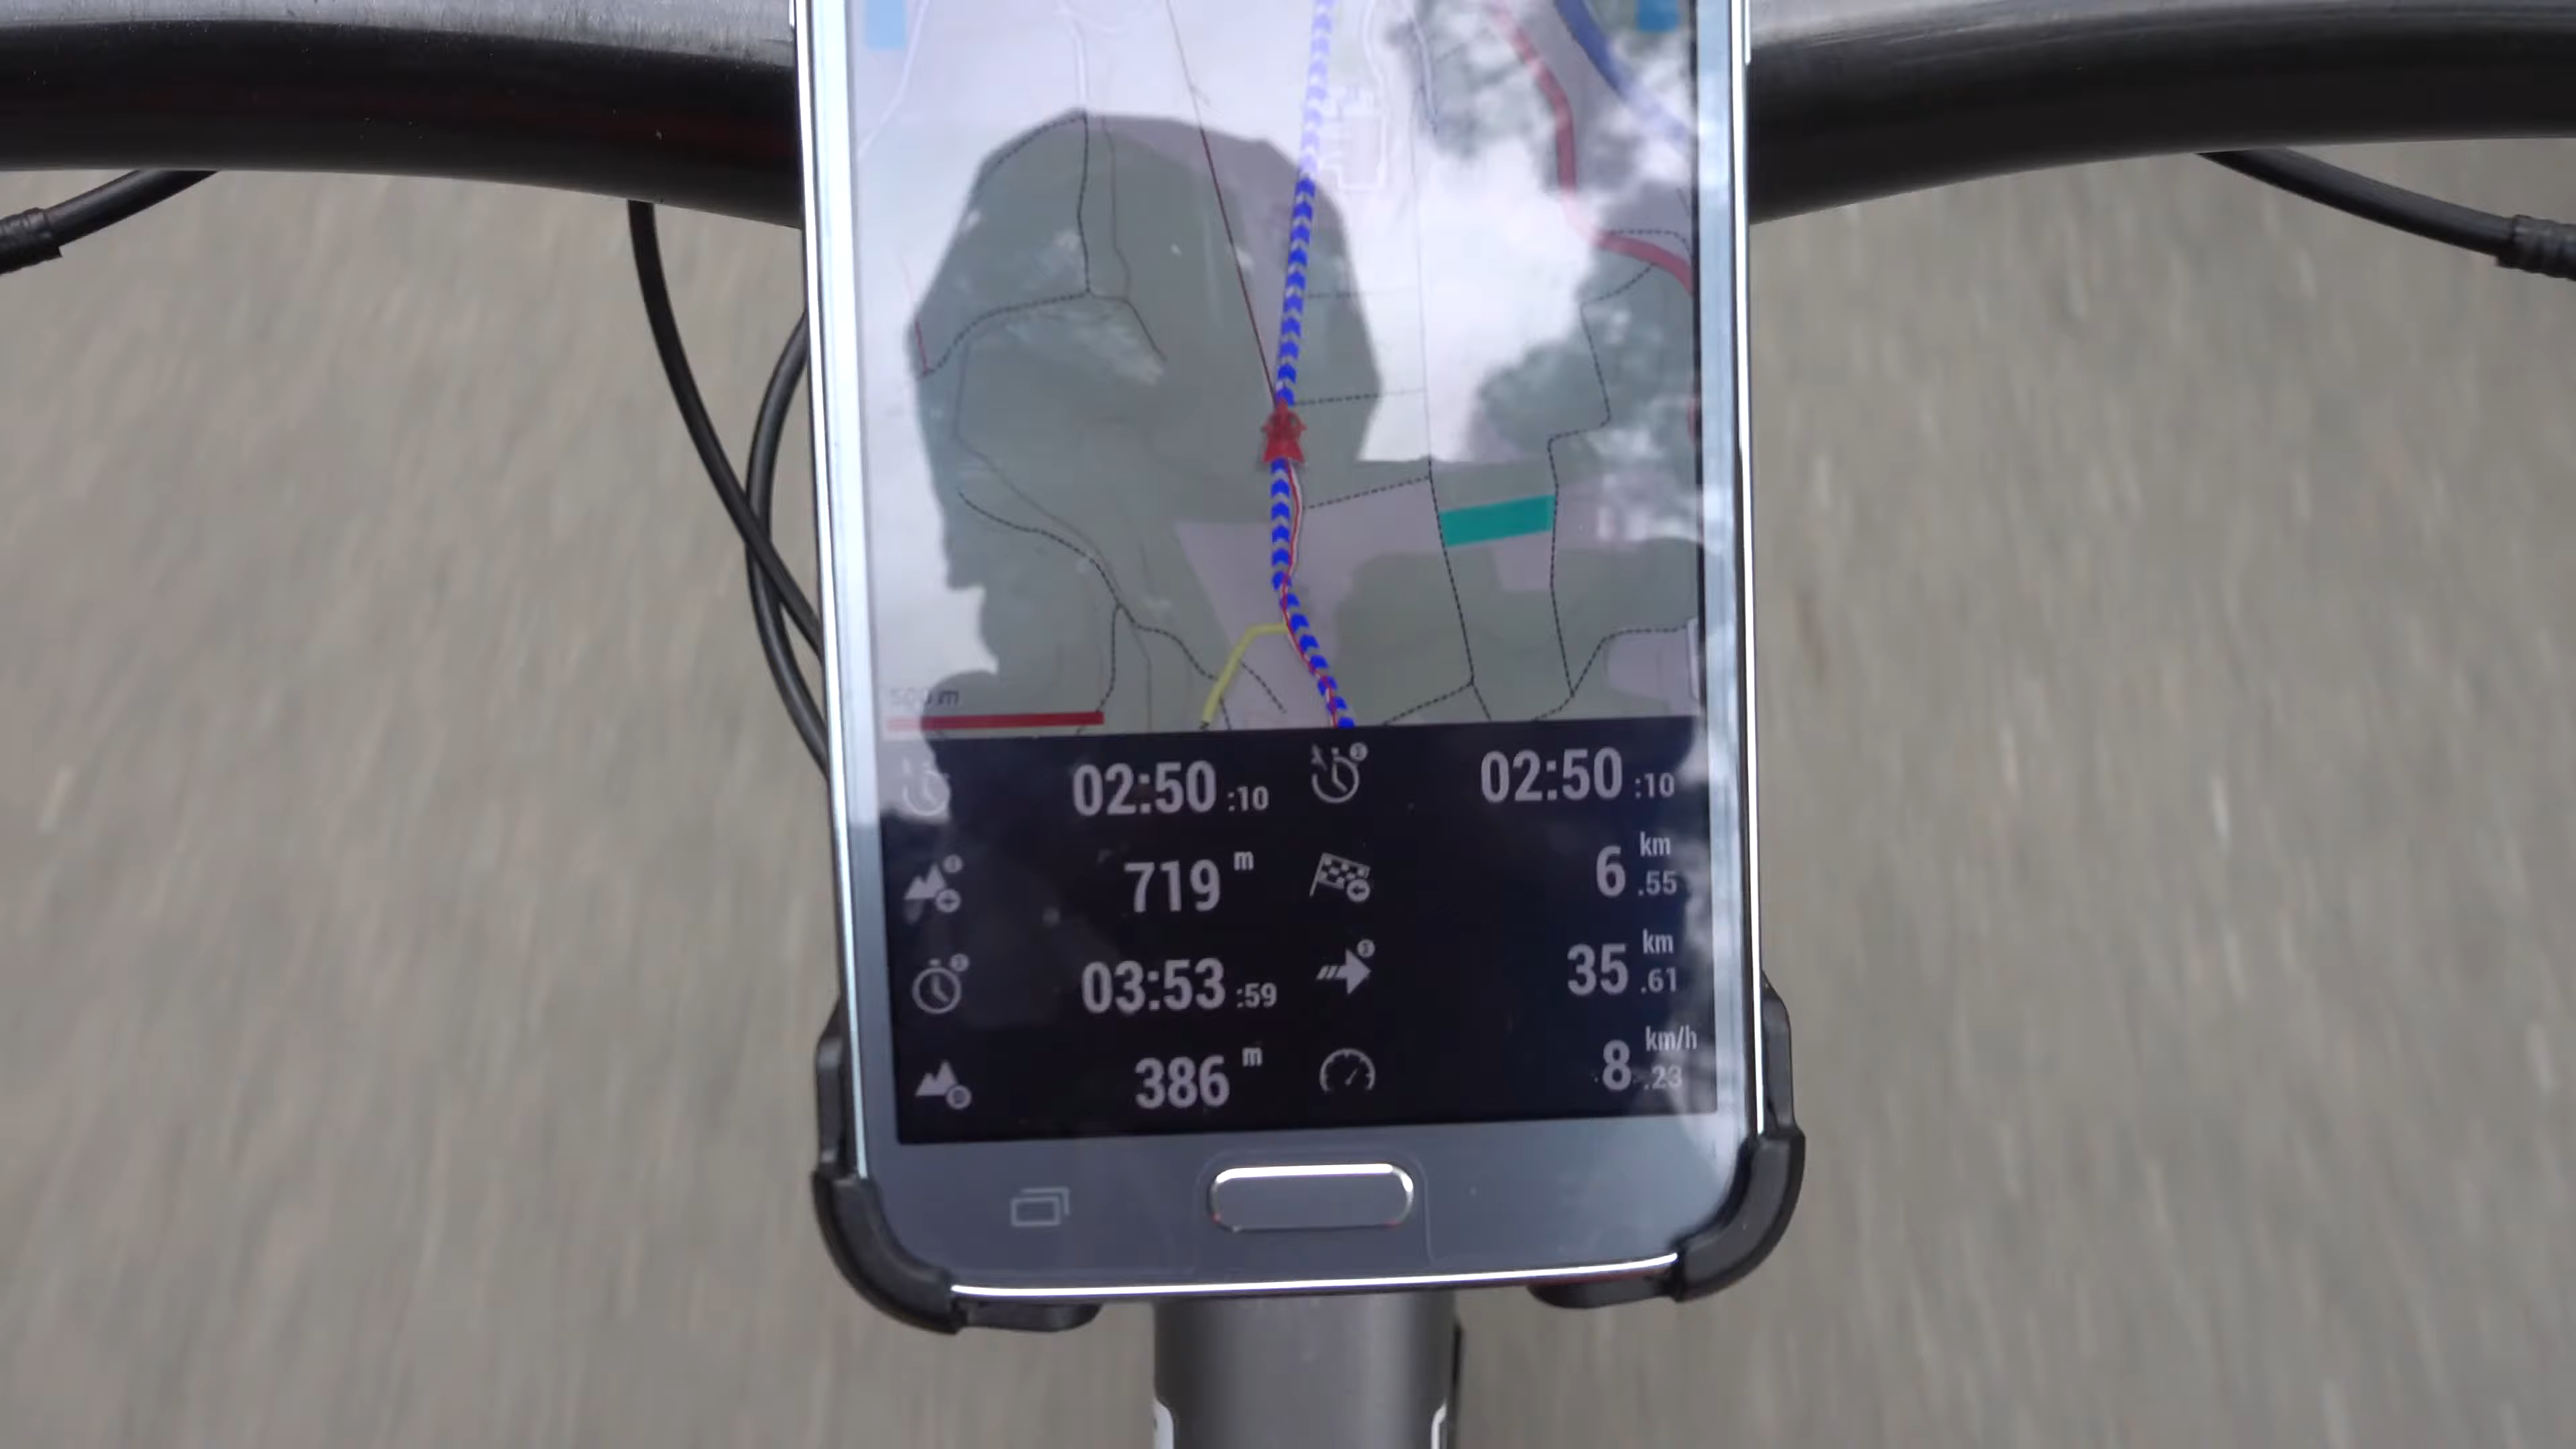 500 m
02:50 :10 02:50 :10
719 m 6 km .55
03:53 :59 35 km .61
386 m 8 km/h .23